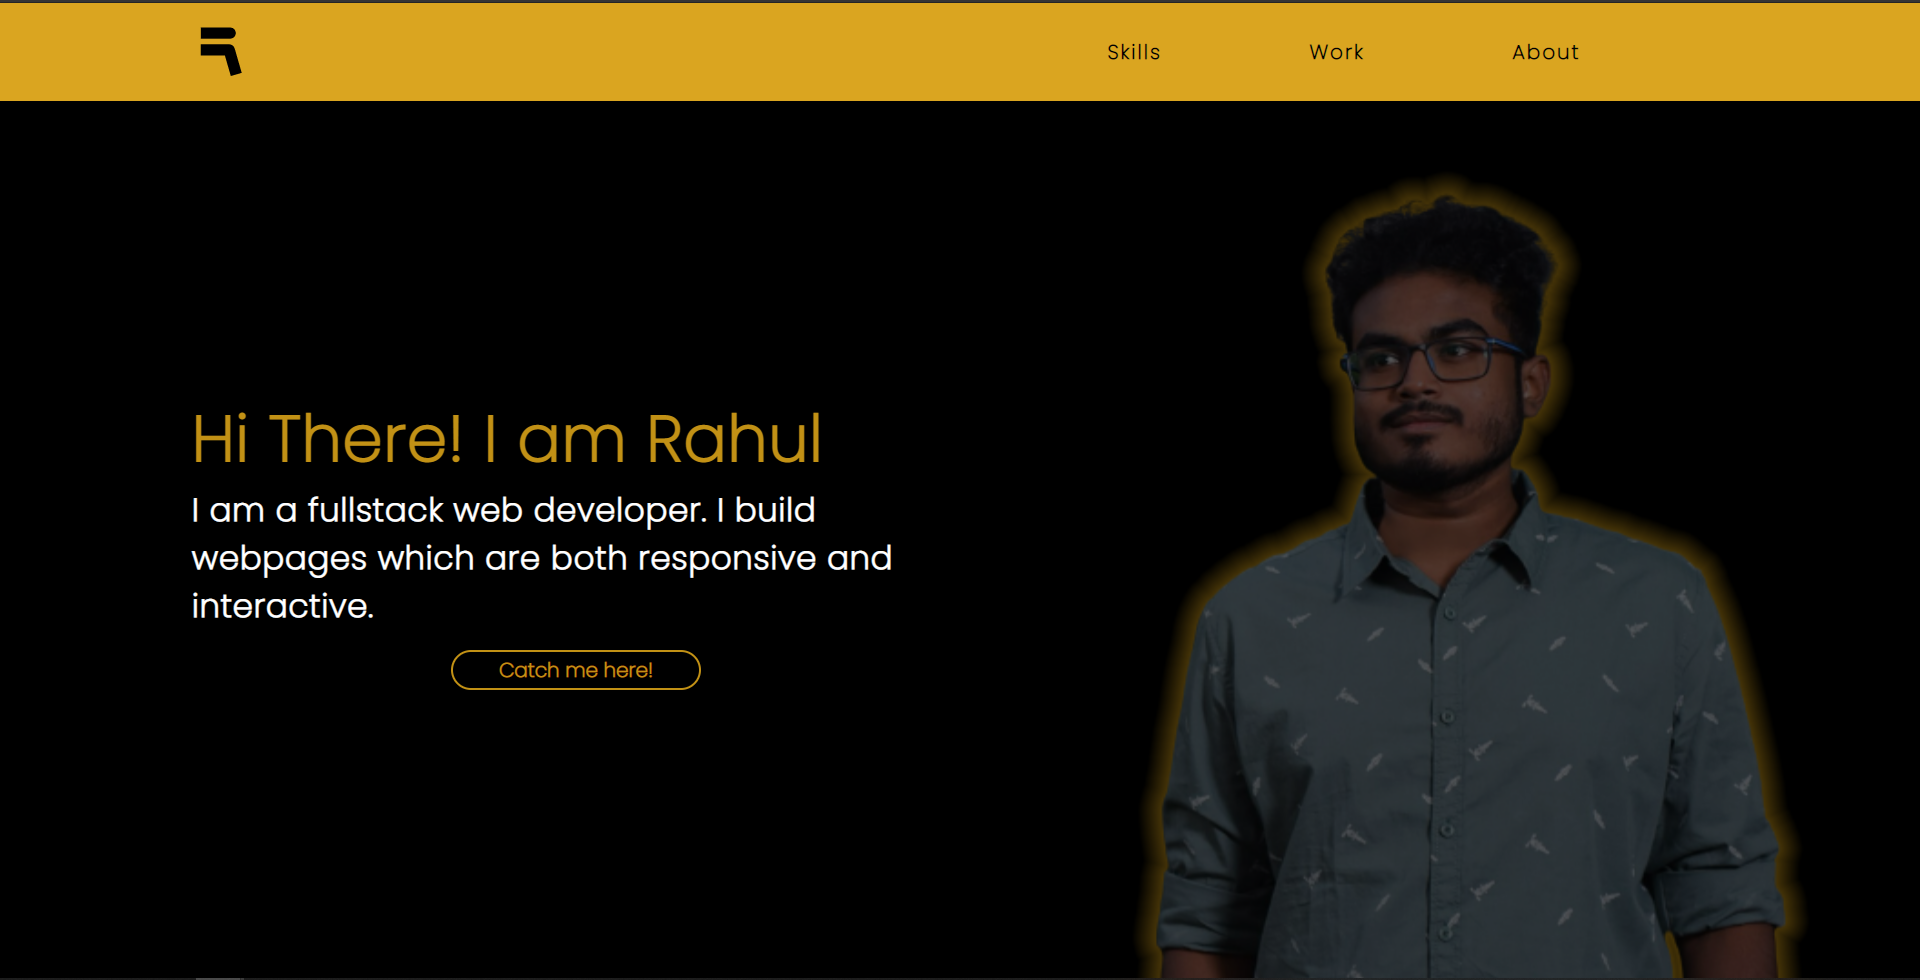 R
Skills Work About
Hi There! I am Rahul
I am a fullstack web developer. I build
webpages which are both responsive and
interactive.
Catch me here!